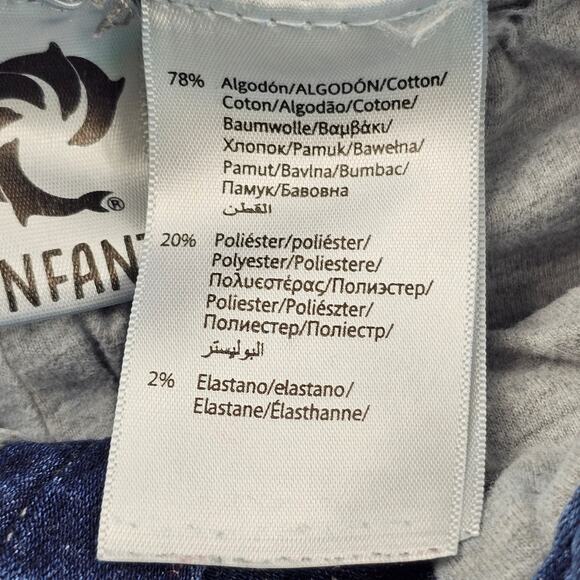 ®
NFANT
78% Algodón/ALGODÓN/Cotton/
Coton/Algodão/Cotone/
Baumwolle/Βαμβάκι/
Хлопок/Pamuk/Bawełna/
Pamut/Bavlna/Bumbac/
Памук/Бавовна
القطن
20% Poliéster/poliéster/
Polyester/Poliestere/
Πολυεστέρας/Полиэстер/
Poliester/Poliészter/
Полиестер/Поліестр/
البوليستر
2% Elastano/elastano/
Elastane/Élasthanne/